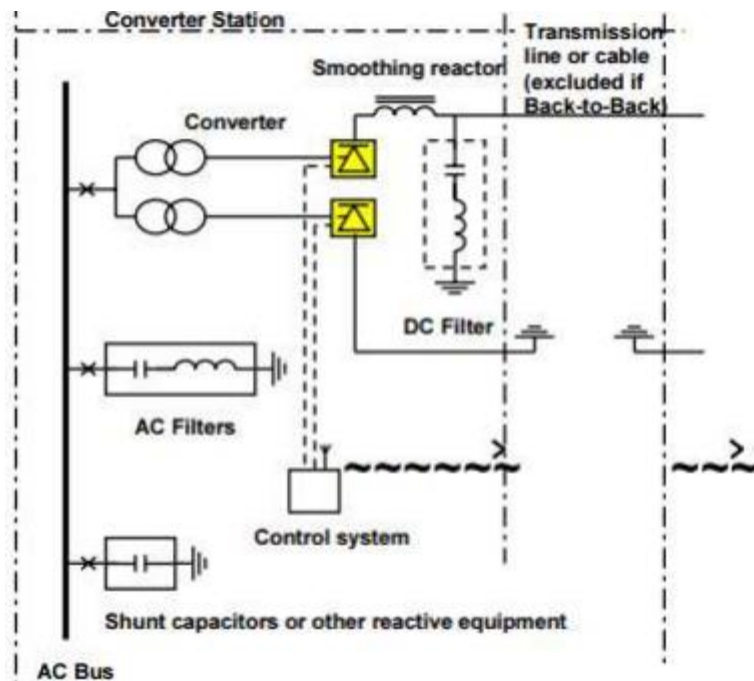 Converter Station
Transmission
line or cable
(excluded if
Back-to-Back)
Smoothing reactor
Converter
DC Filter
AC Filters
Control system
Shunt capacitors or other reactive equipment
AC Bus